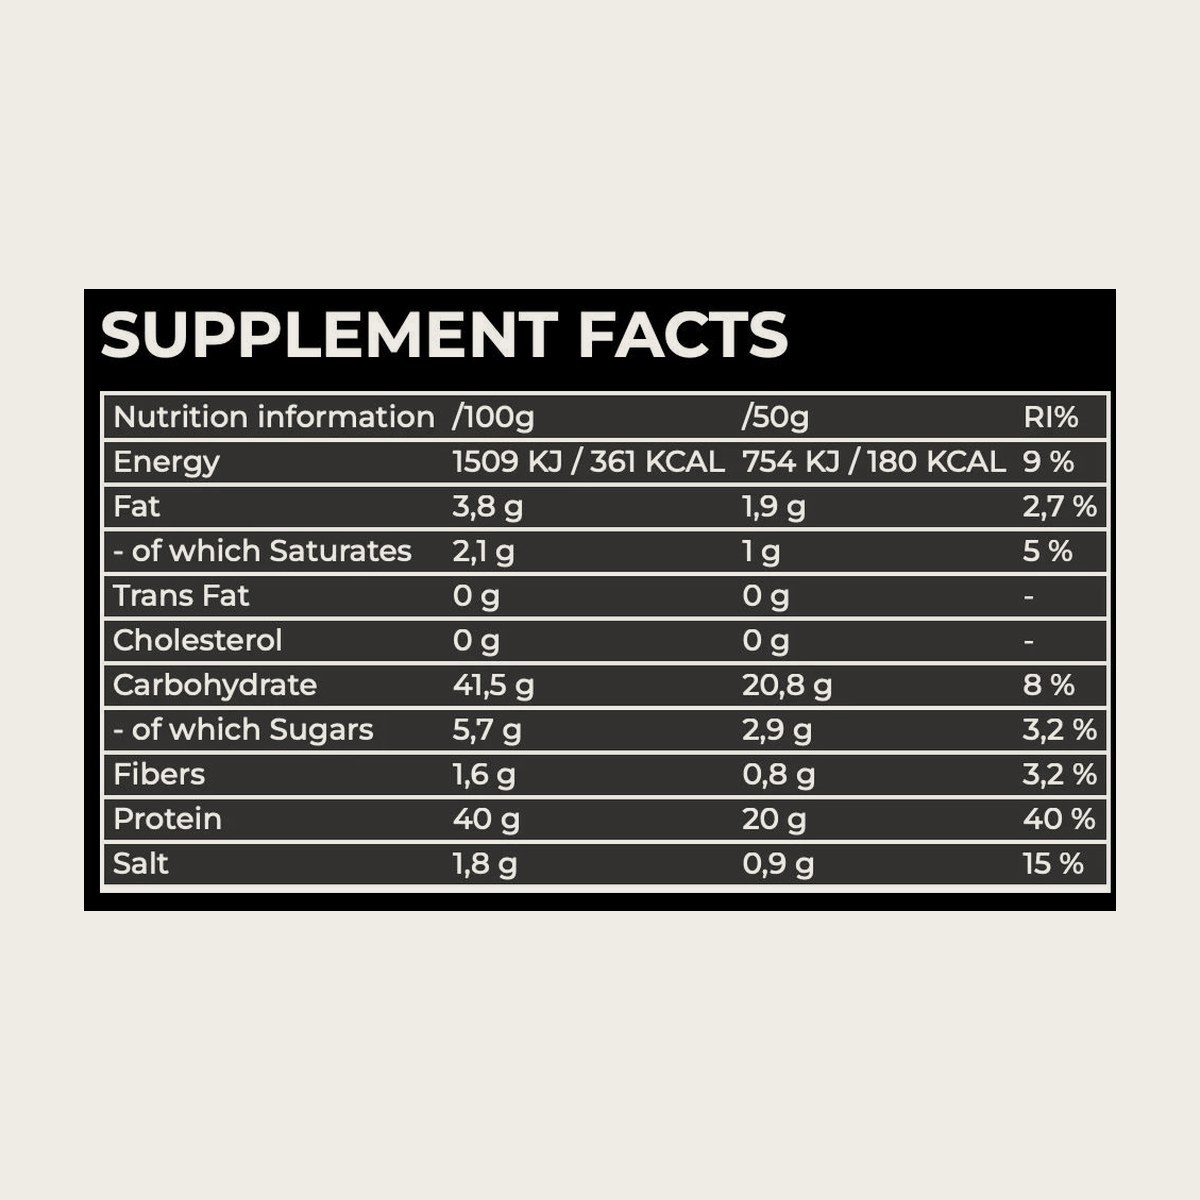 SUPPLEMENT FACTS
Nutrition information /100g /50g RI%
Energy 1509 KJ / 361 KCAL 754 KJ / 180 KCAL 9 %
Fat 3,8 g 1,9 g 2,7 %
- of which Saturates 2,1 g 1 g 5 %
Trans Fat 0 g 0 g -
Cholesterol 0 g 0 g -
Carbohydrate 41,5 g 20,8 g 8 %
- of which Sugars 5,7 g 2,9 g 3,2 %
Fibers 1,6 g 0,8 g 3,2 %
Protein 40 g 20 g 40 %
Salt 1,8 g 0,9 g 15 %